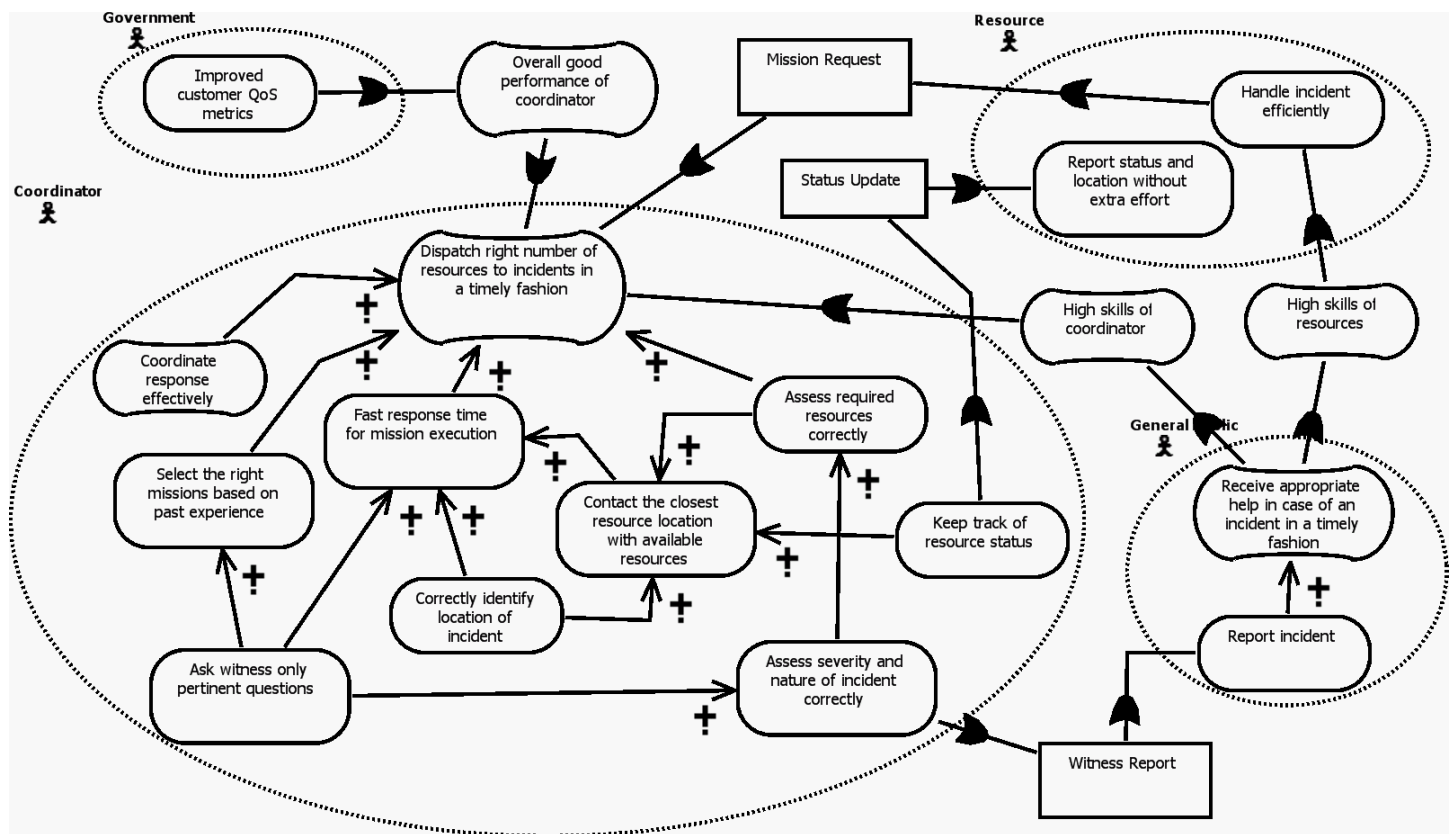 Government
Improved
customer QoS
metrics
Overall good
performance of
coordinator
Mission Request
Resource
Handle incident
efficiently
Report status and
location without
extra effort
Status Update
Coordinator
Dispatch right number of
resources to incidents in
a timely fashion
High skills of
coordinator
High skills of
resources
Coordinate
response
effectively
Fast response time
for mission execution
Assess required
resources
correctly
Select the right
missions based on
past experience
Contact the closest
resource location
with available
resources
Keep track of
resource status
Correctly identify
location of
incident
Ask witness only
pertinent questions
Assess severity and
nature of incident
correctly
General Public
Receive appropriate
help in case of an
incident in a timely
fashion
Report incident
Witness Report